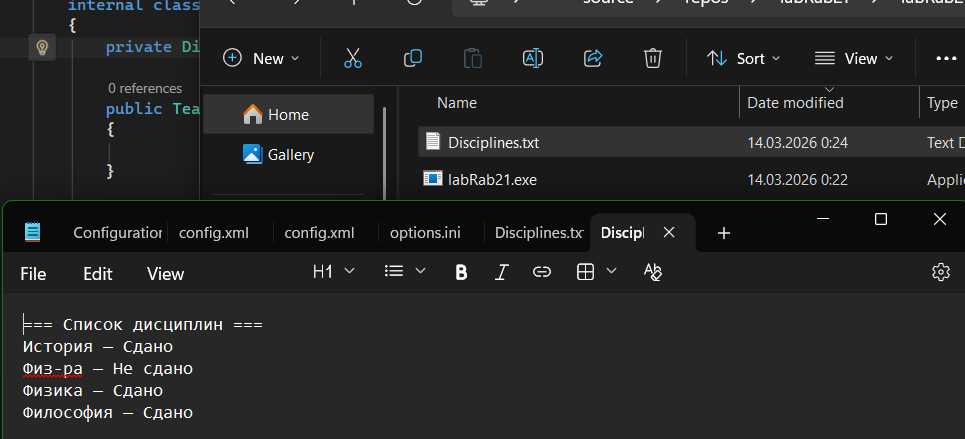 internal class
{
private Di
0 references
public Tea
{
}
source repos labRab21
New
Sort
View
Name Date modified Type
Home
Gallery
Disciplines.txt 14.03.2026 0:24 Text D
labRab21.exe 14.03.2026 0:22 Appli
Configuration config.xml config.xml options.ini Disciplines.tx Discipl
File Edit View H1 B I
=== Список дисциплин ===
История — Сдано
Физ-ра — Не сдано
Физика — Сдано
Философия — Сдано